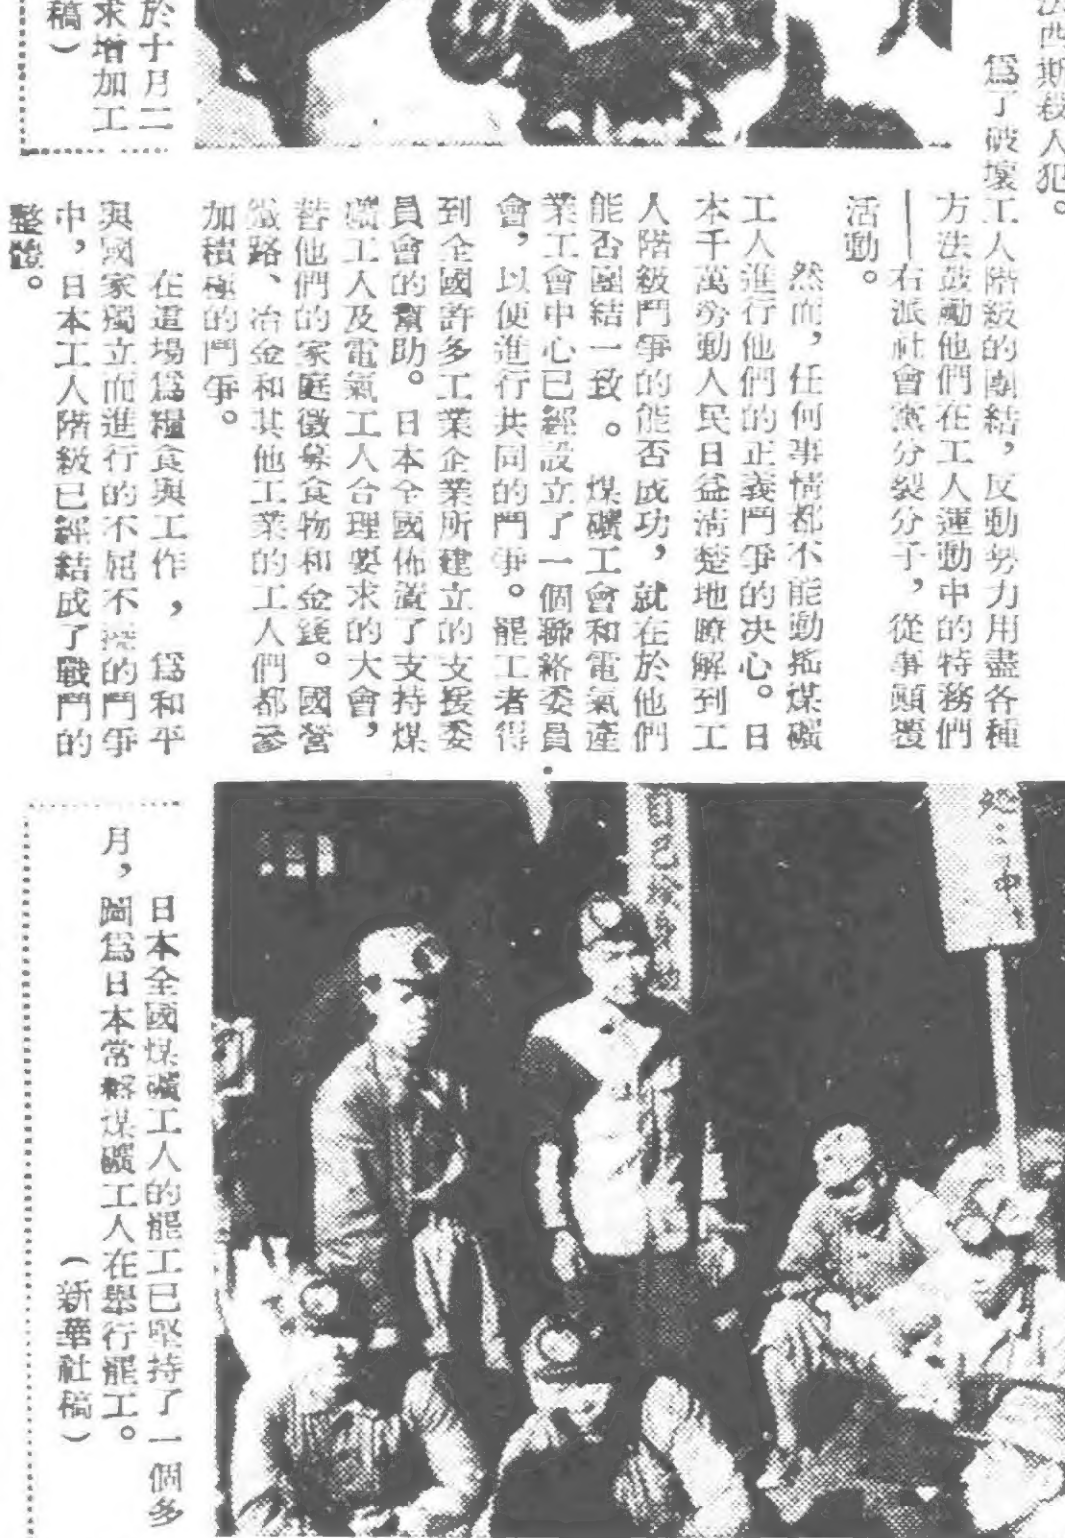 法西斯殺人犯。
爲了破壞工人階級的團結，反動勢力用盡各種
方法鼓勵他們在工人運動中的特務們
——右派社會黨分裂分子，從事顚覆
活動。
然而，任何事情都不能動搖煤礦
工人進行他們的正義鬥爭的决心。日
本千萬勞動人民日益清楚地瞭解到工
人階級鬥爭的能否成功，就在於他們
能否團結一致。煤礦工會和電氣產
業工會中心已經設立了一個聯絡委員
會，以便進行共同的鬥爭。罷工者得
到全國許多工業企業所建立的支援委
員會的幫助。日本全國佈置了支持煤
礦工人及電氣工人合理要求的大會，
替他們的家庭徵募食物和金錢。國營
鐵路、冶金和其他工業的工人們都參
加積極的鬥爭。
在這場爲糧食與工作，爲和平
與國家獨立而進行的不屈不撓的鬥爭
中，日本工人階級已經結成了戰鬥的
整體。
於十月二
求增加工
稿）
自己
日本全國煤礦工人的罷工已堅持了一個多
月，圖爲日本常磐煤礦工人在舉行罷工。
（新華社稿）